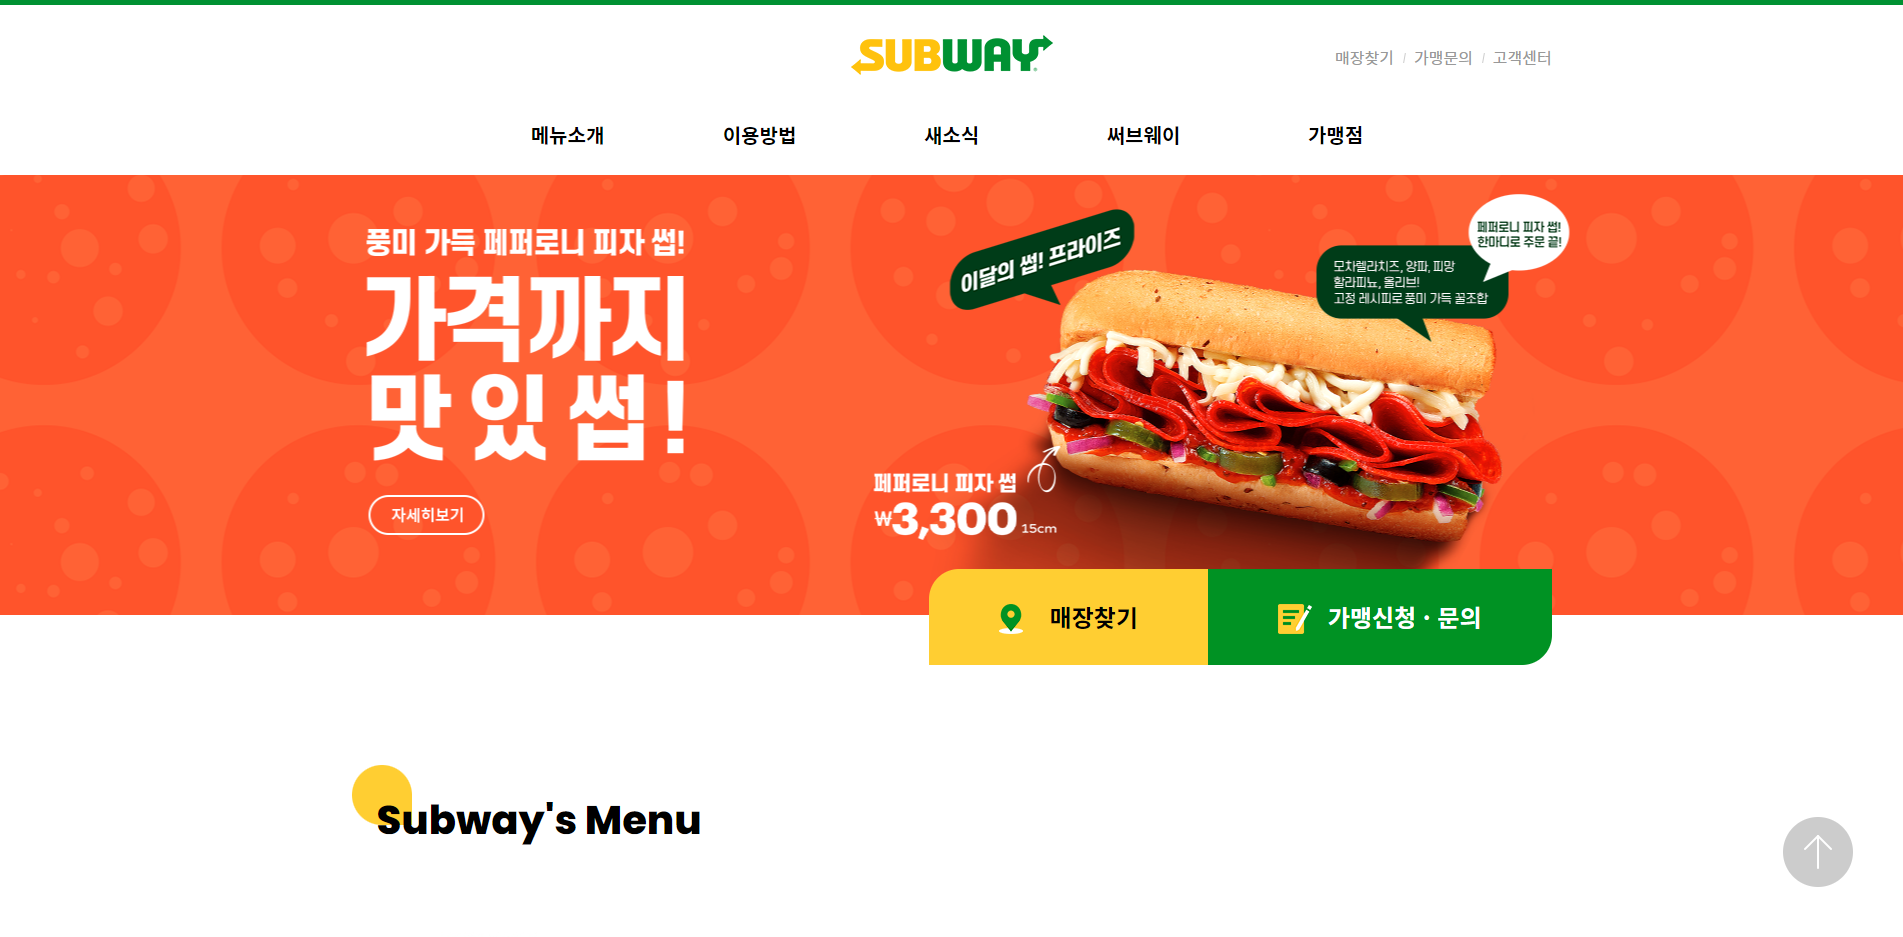 SUBWAY
매장찾기 / 가맹문의 / 고객센터
메뉴소개 이용방법 새소식 써브웨이 가맹점
풍미 가득 페퍼로니 피자 썹!
가격까지
맛있썹!
자세히보기
이달의 썹! 프라이즈
페퍼로니 피자 썹!
한마디로 주문 끝!
모차렐라치즈, 양파, 피망
할라피뇨, 올리브!
고정 레시피로 풍미 가득 꿀조합
페퍼로니 피자 썹
₩3,300 15cm
매장찾기
가맹신청 · 문의
Subway's Menu